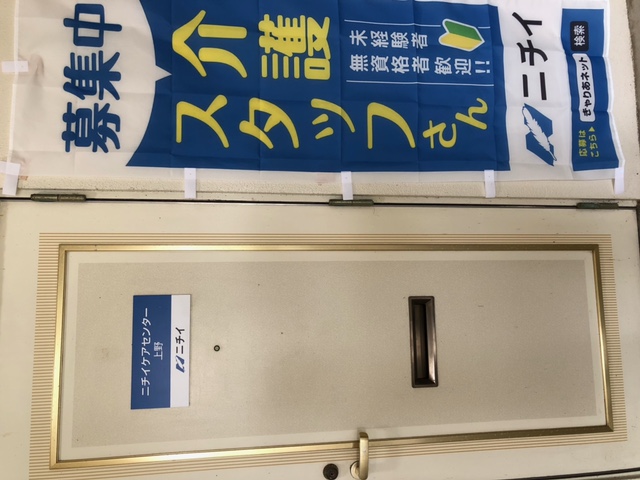 募集中
介護
スタッフさん
未経験者
無資格者歓迎!!
ニチイ
応募は
こちら▶
きゃりあネット
検索
ニチイケアセンター
上野
ニチイ